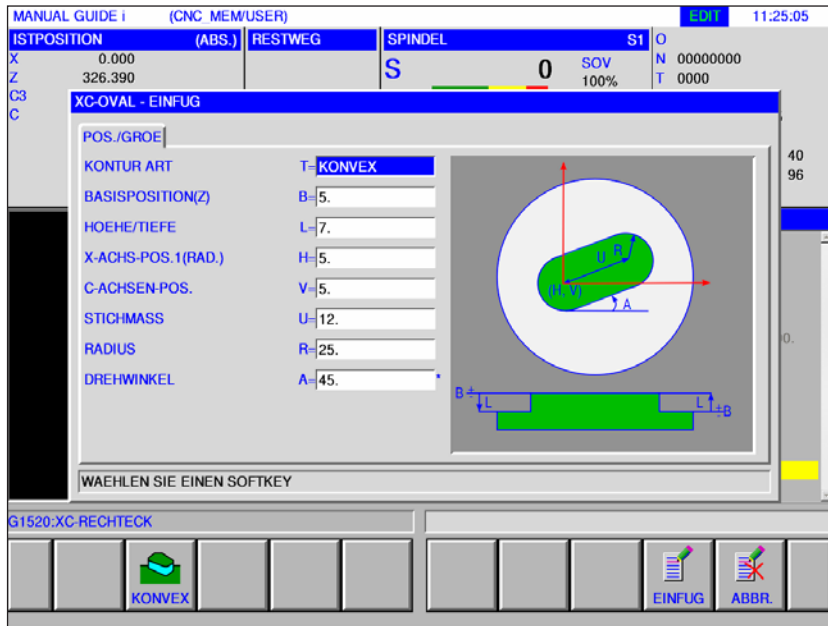 MANUAL GUIDE i (CNC_MEM/USER) EDIT 11:25:05
ISTPOSITION (ABS.) RESTWEG SPINDEL S1 O
X 0.000 S 0 SOV N 00000000
Z 326.390 100% T 0000
C3
C
XC-OVAL - EINFUG
POS./GROE
KONTUR ART T=KONVEX
BASISPOSITION(Z) B=5.
HOEHE/TIEFE L=7.
X-ACHS-POS.1(RAD.) H=5.
C-ACHSEN-POS. V=5.
STICHMASS U=12.
RADIUS R=25.
DREHWINKEL A=45. *
U R
(H, V)
A
B ± L L ±B
40
96
0.
WAEHLEN SIE EINEN SOFTKEY
G1520:XC-RECHTECK
KONVEX EINFUG ABBR.